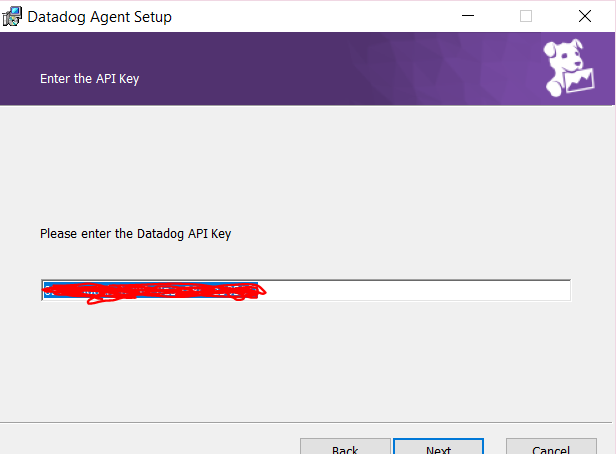 Datadog Agent Setup
Enter the API Key
Please enter the Datadog API Key
Back
Next
Cancel